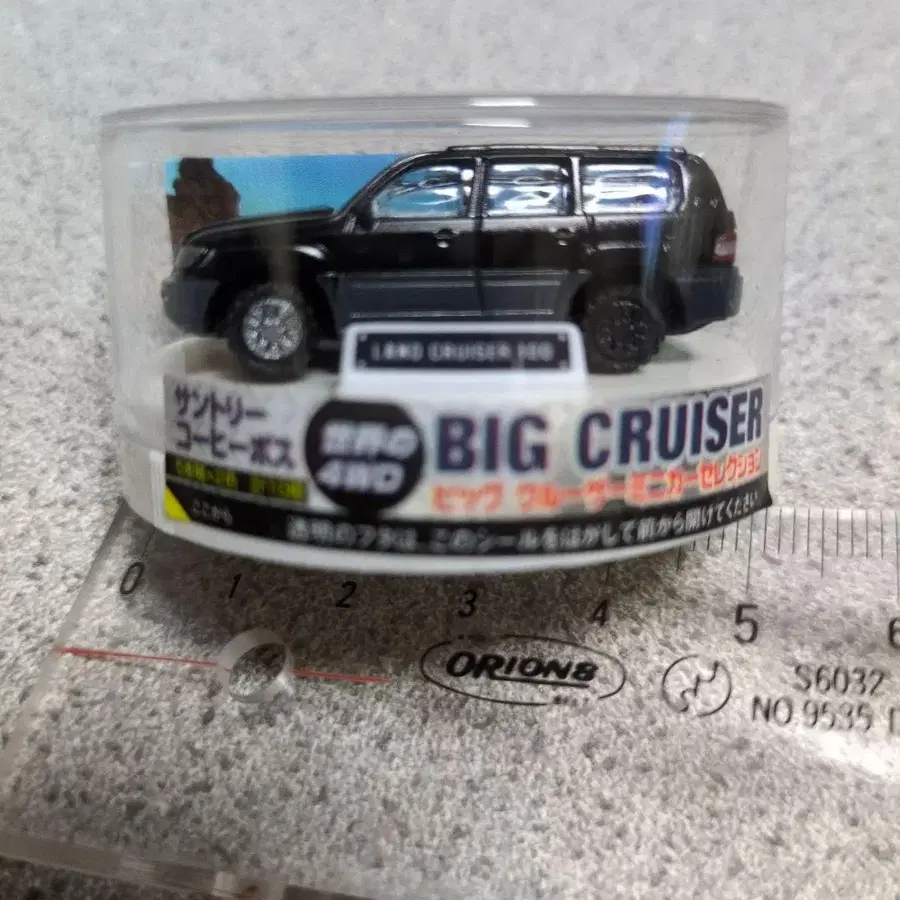 LAND CRUISER 100
サントリー
コーヒーボス
世界の
4WD
BIG CRUISER
ビッグ クルーザーミニカーセレクション
ここから
透明のフタは、このシールをはがして前から開けてください
0 1 2 3 4 5 6
ORIONS
S6032
NO.9535